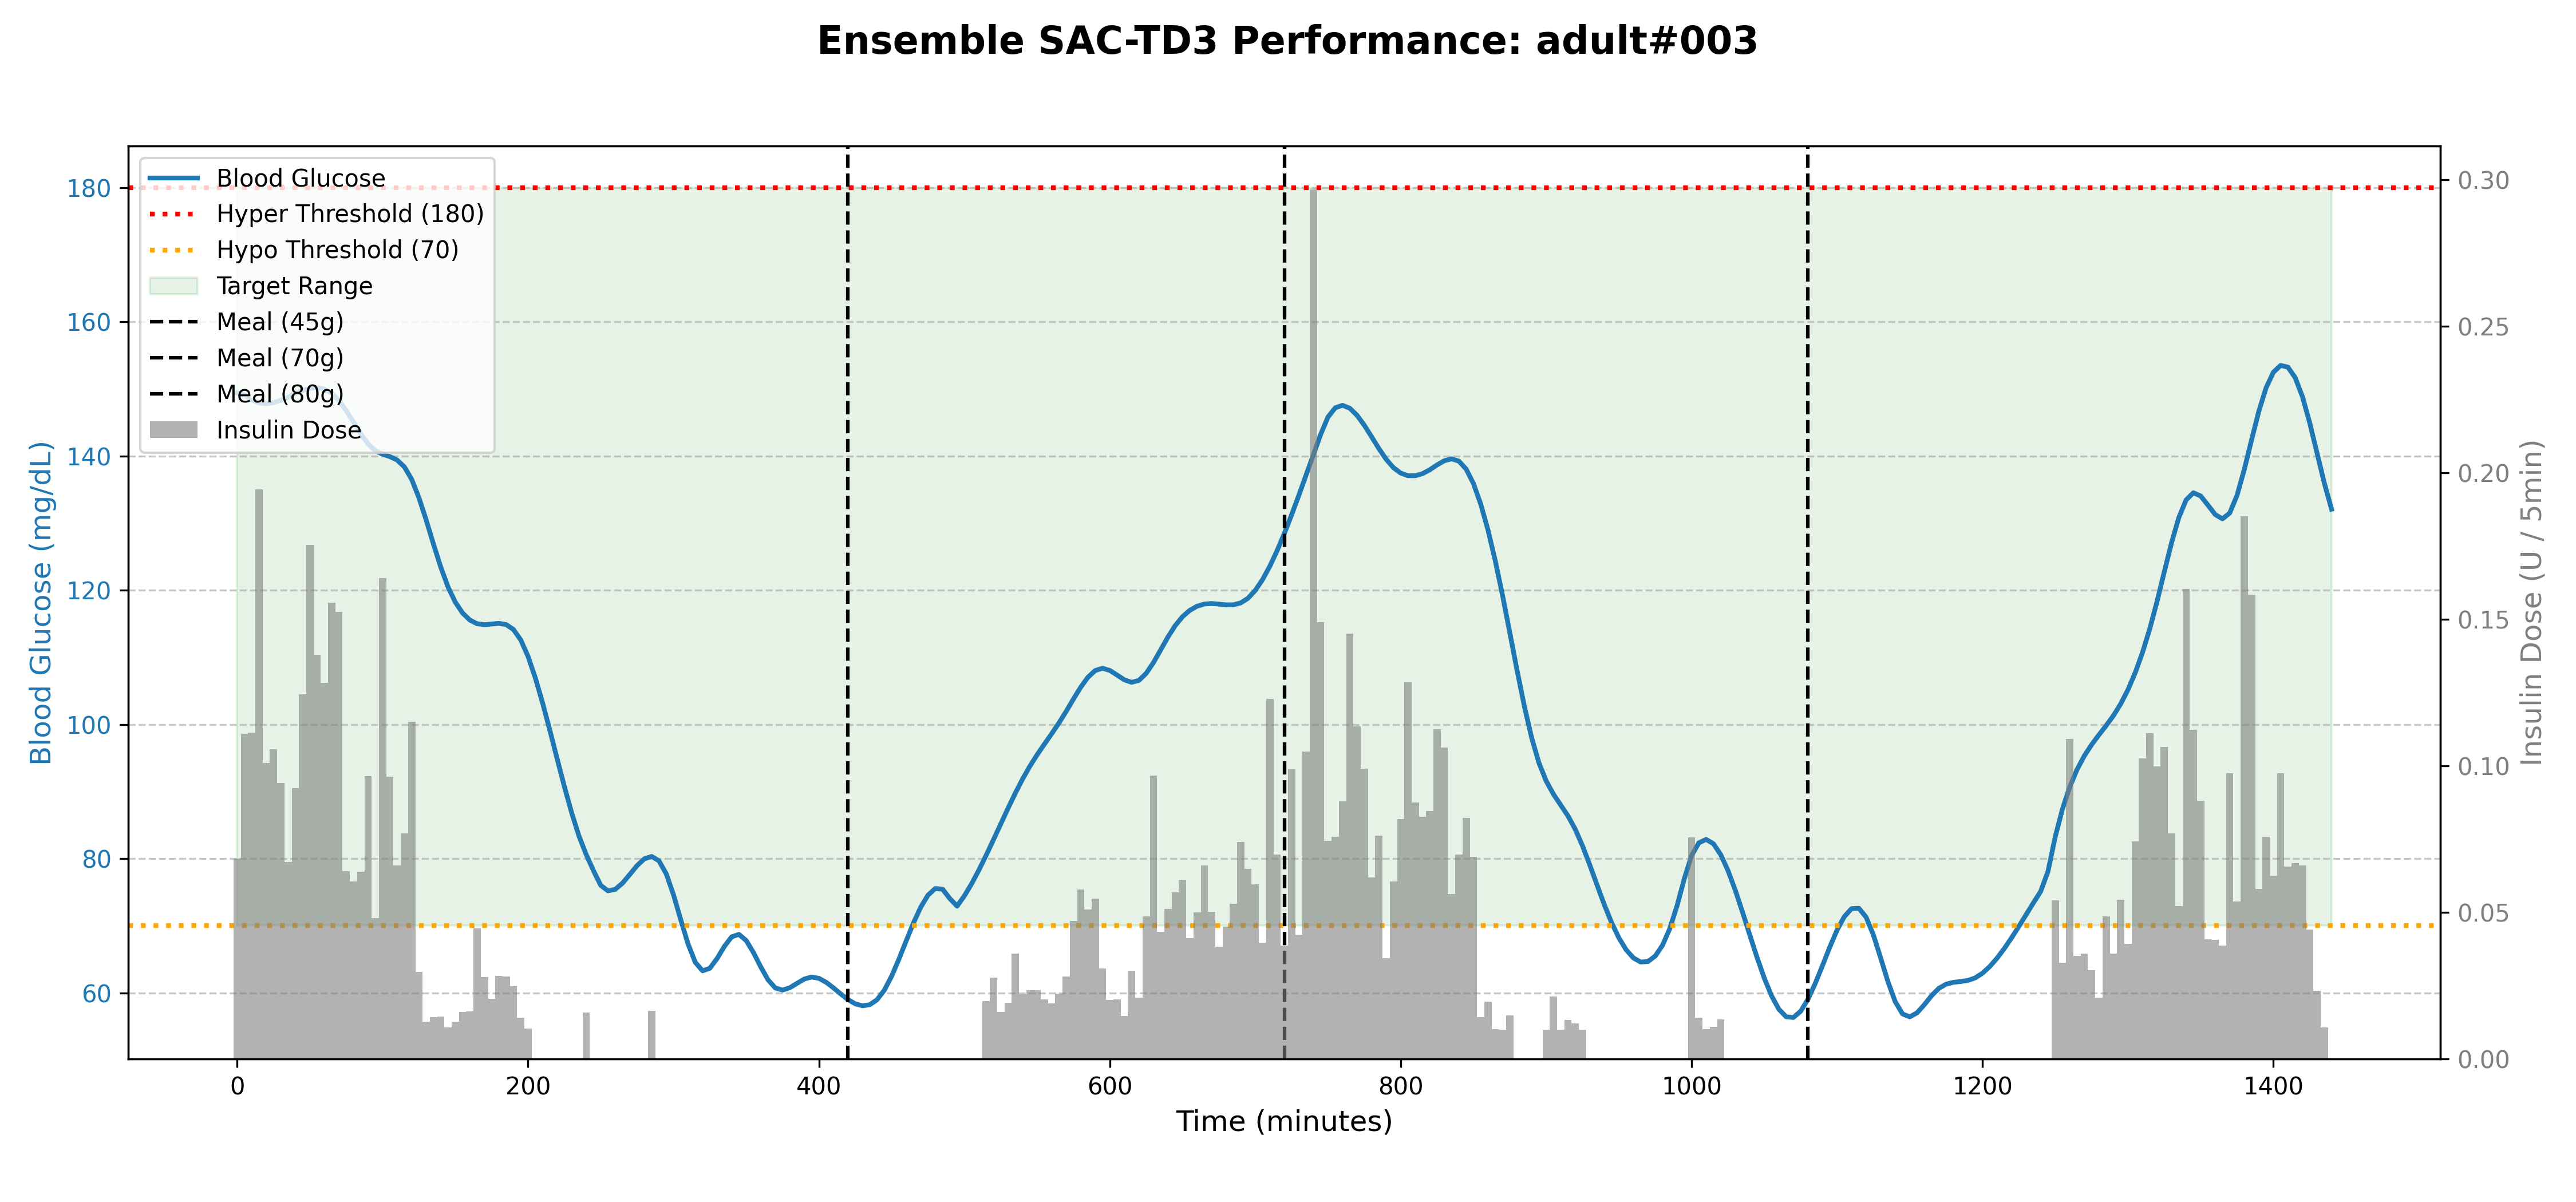 Ensemble SAC-TD3 Performance: adult#003
Blood Glucose
Hyper Threshold (180)
Hypo Threshold (70)
Target Range
Meal (45g)
Meal (70g)
Meal (80g)
Insulin Dose
Blood Glucose (mg/dL)
180
160
140
120
100
80
60
0.30
0.25
0.20
0.15
0.10
0.05
0.00
Insulin Dose (U / 5min)
0 200 400 600 800 1000 1200 1400
Time (minutes)